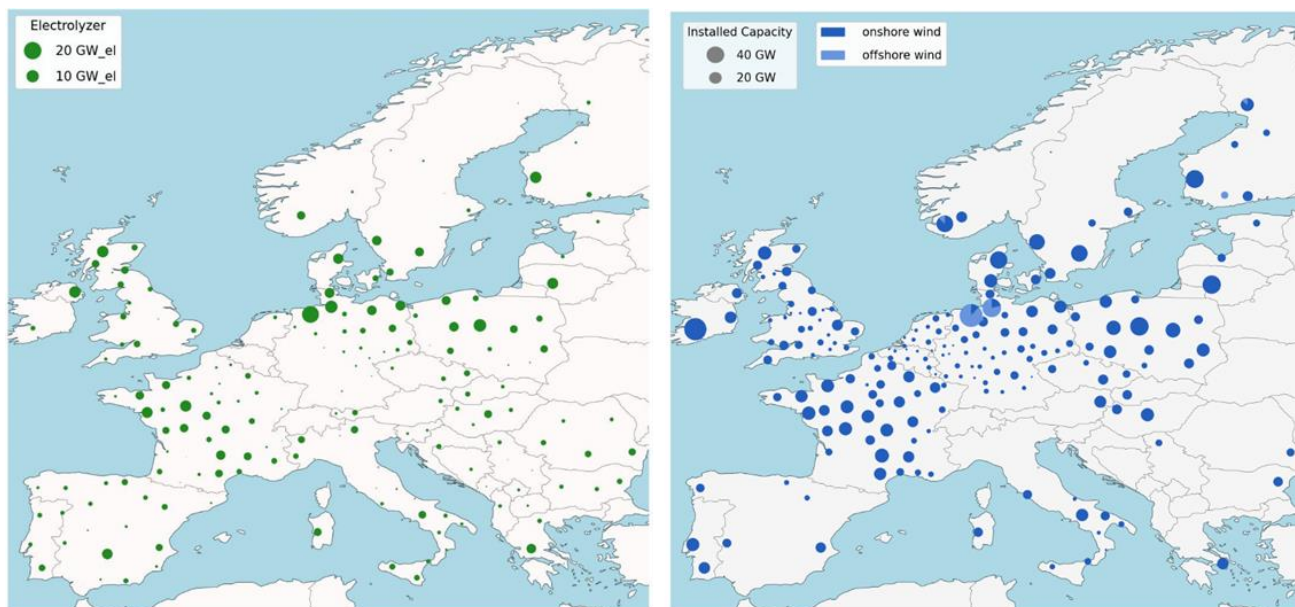 Electrolyzer
20 GW_el
10 GW_el
Installed Capacity
40 GW
20 GW
onshore wind
offshore wind